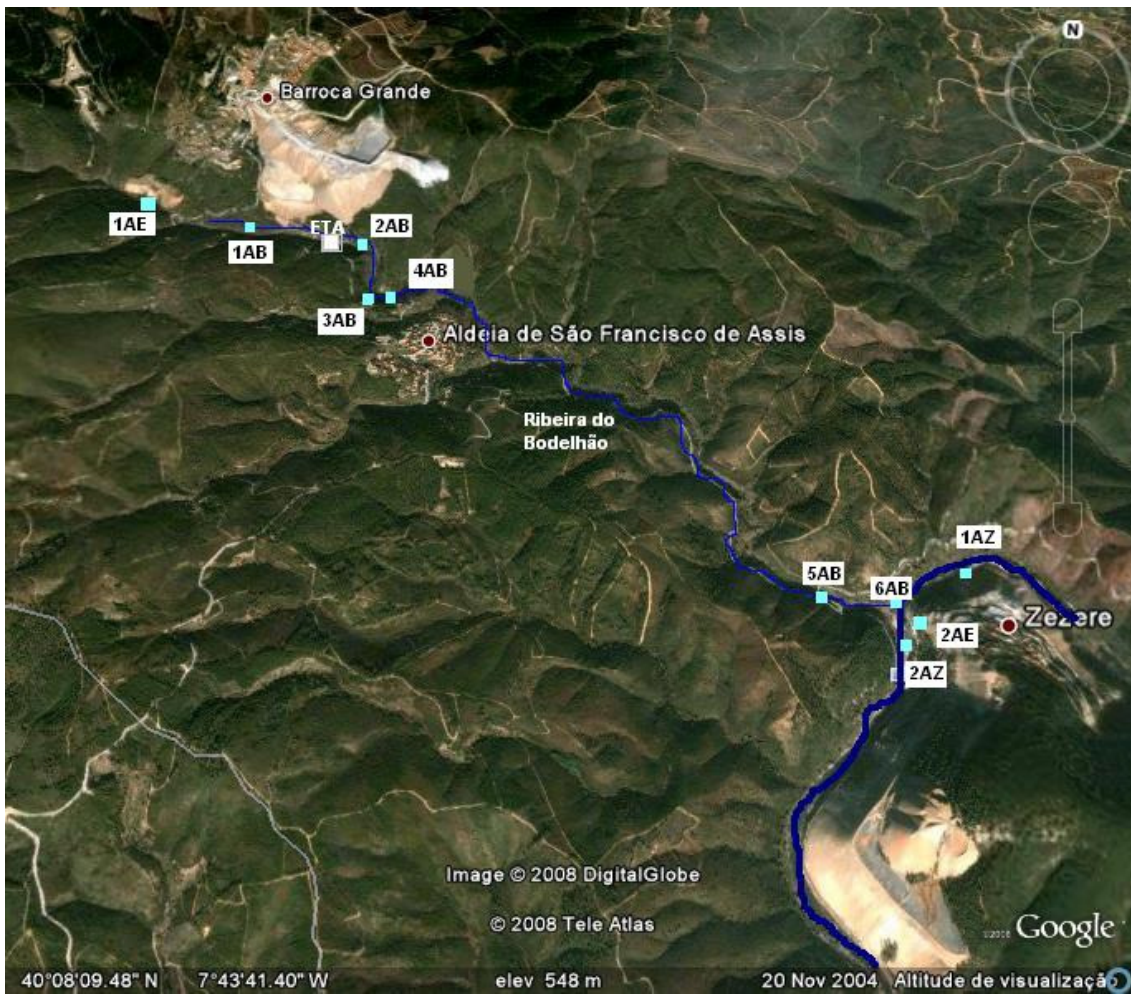 N
Barroca Grande
1AE
1AB
ETA
2AB
4AB
3AB
Aldeia de São Francisco de Assis
Ribeira do
Bodelhão
1AZ
5AB
6AB
Zezere
2AE
2AZ
Image © 2008 DigitalGlobe
© 2008 Tele Atlas
©2008 Google
40°08'09.48" N 7°43'41.40" W elev 548 m 20 Nov 2004 Altitude de visualização